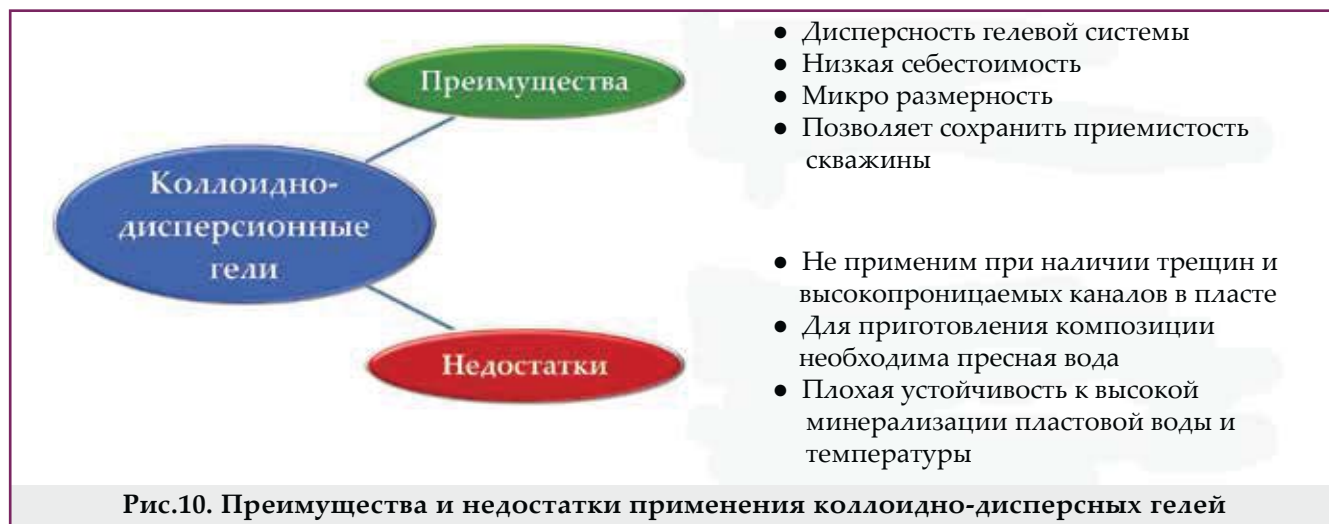 Преимущества
● Дисперсность гелевой системы
● Низкая себестоимость
● Микро размерность
● Позволяет сохранить приемистость
скважины
Коллоидно-
дисперсионные
гели
Недостатки
● Не применим при наличии трещин и
высокопроницаемых каналов в пласте
● Для приготовления композиции
необходима пресная вода
● Плохая устойчивость к высокой
минерализации пластовой воды и
температуры
Рис.10. Преимущества и недостатки применения коллоидно-дисперсных гелей